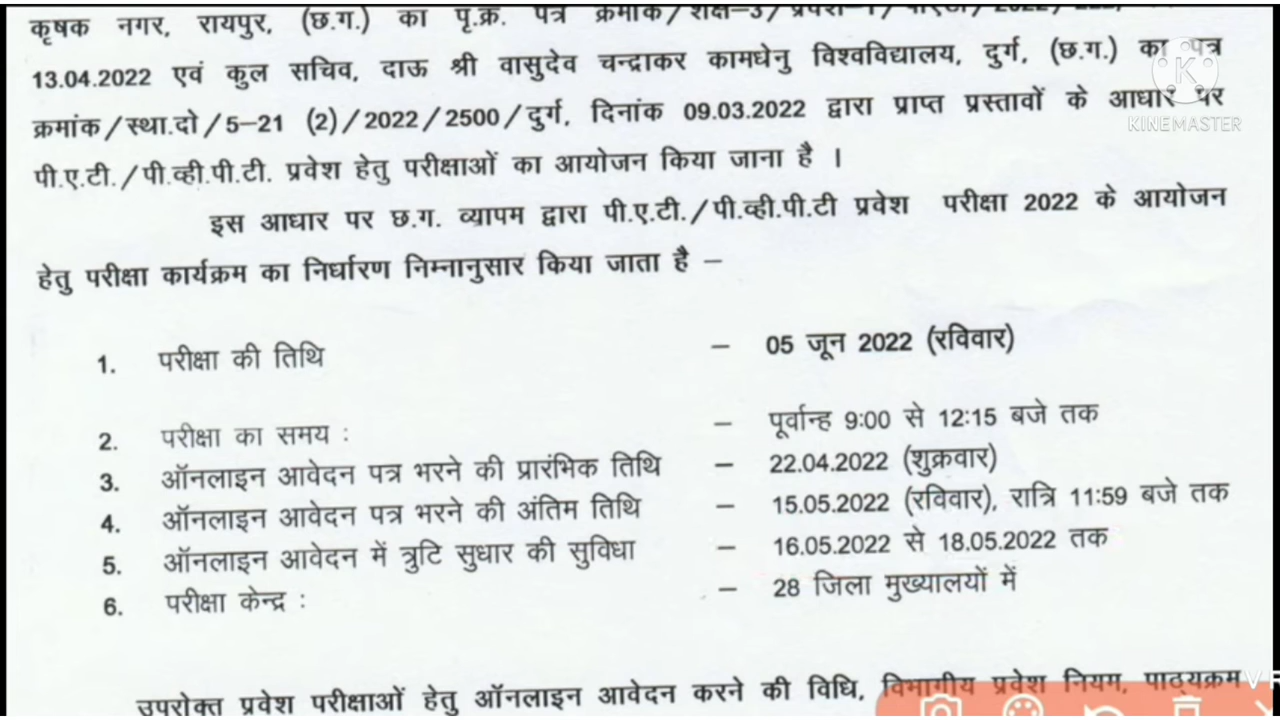 कृषक नगर, रायपुर, (छ.ग.) का पृ.क्र. पत्र क्रमांक/
13.04.2022 एवं कुल सचिव, दाऊ श्री वासुदेव चन्द्राकर कामधेनु विश्वविद्यालय, दुर्ग, (छ.ग.) का पत्र
क्रमांक/स्था.दो/5–21 (2)/2022/2500/दुर्ग, दिनांक 09.03.2022 द्वारा प्राप्त प्रस्तावों के आधार पर
पी.ए.टी./पी.व्ही.पी.टी. प्रवेश हेतु परीक्षाओं का आयोजन किया जाना है ।
इस आधार पर छ.ग. व्यापम द्वारा पी.ए.टी./पी.व्ही.पी.टी प्रवेश परीक्षा 2022 के आयोजन
हेतु परीक्षा कार्यक्रम का निर्धारण निम्नानुसार किया जाता है –
1. परीक्षा की तिथि – 05 जून 2022 (रविवार)
2. परीक्षा का समय : – पूर्वान्ह 9:00 से 12:15 बजे तक
3. ऑनलाइन आवेदन पत्र भरने की प्रारंभिक तिथि – 22.04.2022 (शुक्रवार)
4. ऑनलाइन आवेदन पत्र भरने की अंतिम तिथि – 15.05.2022 (रविवार), रात्रि 11:59 बजे तक
5. ऑनलाइन आवेदन में त्रुटि सुधार की सुविधा – 16.05.2022 से 18.05.2022 तक
6. परीक्षा केन्द्र : – 28 जिला मुख्यालयों में
उपरोक्त प्रवेश परीक्षाओं हेतु ऑनलाइन आवेदन करने की विधि, विभागीय प्रवेश नियम, पाठ्यक्रम
K
KINEMASTER
VR